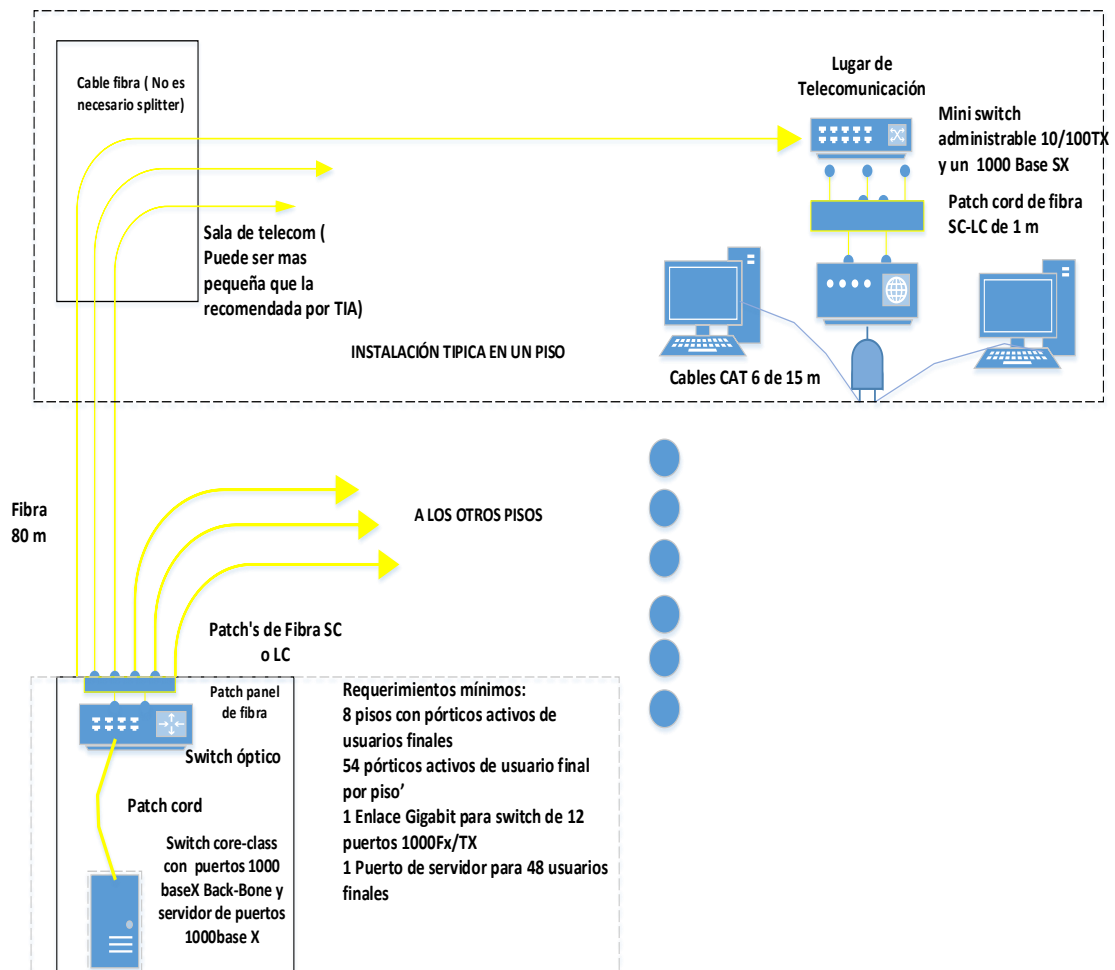 Cable fibra ( No es
necesario splitter)
Lugar de
Telecomunicación
Mini switch
administrable 10/100TX
y un  1000 Base SX
Patch cord de fibra
SC-LC de 1 m
Sala de telecom (
Puede ser mas
pequeña que la
recomendada por TIA)
INSTALACIÓN TIPICA EN UN PISO
Cables CAT 6 de 15 m
Fibra
80 m
A LOS OTROS PISOS
Patch's de Fibra SC
o LC
Patch panel
de fibra
Switch óptico
Patch cord
Switch core-class
con  puertos 1000
baseX Back-Bone y
servidor de puertos
1000base X
Requerimientos mínimos:
8 pisos con pórticos activos de
usuarios finales
54 pórticos activos de usuario final
por piso’
1 Enlace Gigabit para switch de 12
puertos 1000Fx/TX
1 Puerto de servidor para 48 usuarios
finales